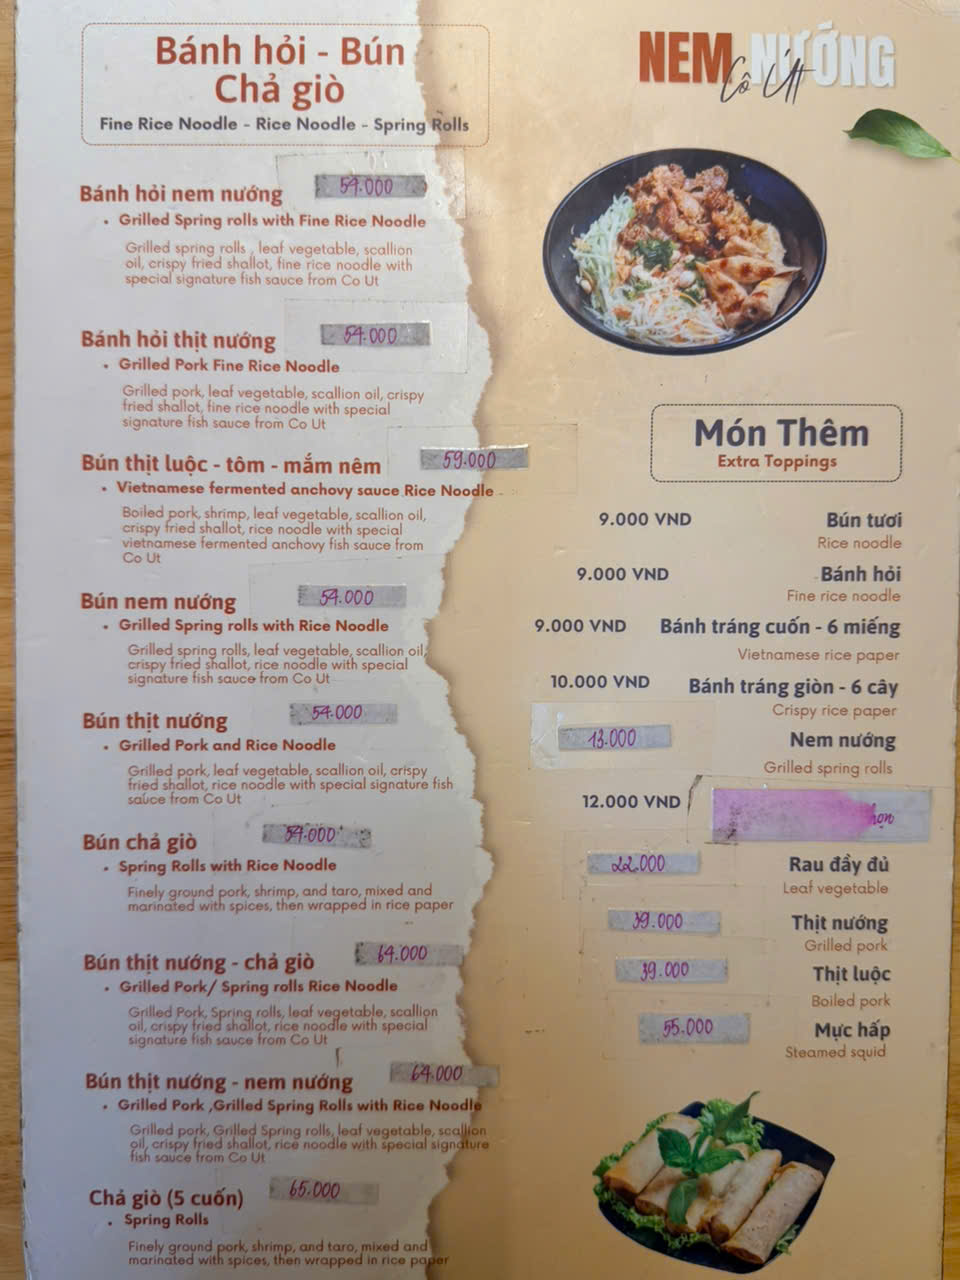 Bánh hỏi - Bún
Chả giò
Fine Rice Noodle - Rice Noodle - Spring Rolls
Bánh hỏi nem nướng 59.000
• Grilled Spring rolls with Fine Rice Noodle
Grilled spring rolls , leaf vegetable, scallion
oil, crispy fried shallot, fine rice noodle with
special signature fish sauce from Co Ut
Bánh hỏi thịt nướng 59.000
• Grilled Pork Fine Rice Noodle
Grilled pork, leaf vegetable, scallion oil, crispy
fried shallot, fine rice noodle with special
signature fish sauce from Co Ut
Bún thịt luộc - tôm - mắm nêm 59.000
• Vietnamese fermented anchovy sauce Rice Noodle
Boiled pork, shrimp, leaf vegetable, scallion oil,
crispy fried shallot, rice noodle with special
vietnamese fermented anchovy fish sauce from
Co Ut
Bún nem nướng 54.000
• Grilled Spring rolls with Rice Noodle
Grilled spring rolls, leaf vegetable, scallion oil,
crispy fried shallot, rice noodle with special
signature fish sauce from Co Ut
Bún thịt nướng 54.000
• Grilled Pork and Rice Noodle
Grilled pork, leaf vegetable, scallion oil, crispy
fried shallot, rice noodle with special signature fish
sauce from Co Ut
Bún chả giò 54.000
• Spring Rolls with Rice Noodle
Finely ground pork, shrimp, and taro, mixed and
marinated with spices, then wrapped in rice paper
Bún thịt nướng - chả giò 64.000
• Grilled Pork/ Spring rolls Rice Noodle
Grilled Pork, Spring rolls, leaf vegetable, scallion
oil, crispy fried shallot, rice noodle with special
signature fish sauce from Co Ut
Bún thịt nướng - nem nướng 64.000
• Grilled Pork ,Grilled Spring Rolls with Rice Noodle
Grilled pork, Grilled Spring rolls, leaf vegetable, scallion
oil, crispy fried shallot, rice noodle with special signature
fish sauce from Co Ut
Chả giò (5 cuốn) 65.000
• Spring Rolls
Finely ground pork, shrimp, and taro, mixed and
marinated with spices, then wrapped in rice paper
NEM NƯỚNG
Cô Út
Món Thêm
Extra Toppings
9.000 VND Bún tươi
Rice noodle
9.000 VND Bánh hỏi
Fine rice noodle
9.000 VND Bánh tráng cuốn - 6 miếng
Vietnamese rice paper
10.000 VND Bánh tráng giòn - 6 cây
Crispy rice paper
13.000 Nem nướng
Grilled spring rolls
12.000 VND
22.000 Rau đầy đủ
Leaf vegetable
39.000 Thịt nướng
Grilled pork
39.000 Thịt luộc
Boiled pork
55.000 Mực hấp
Steamed squid